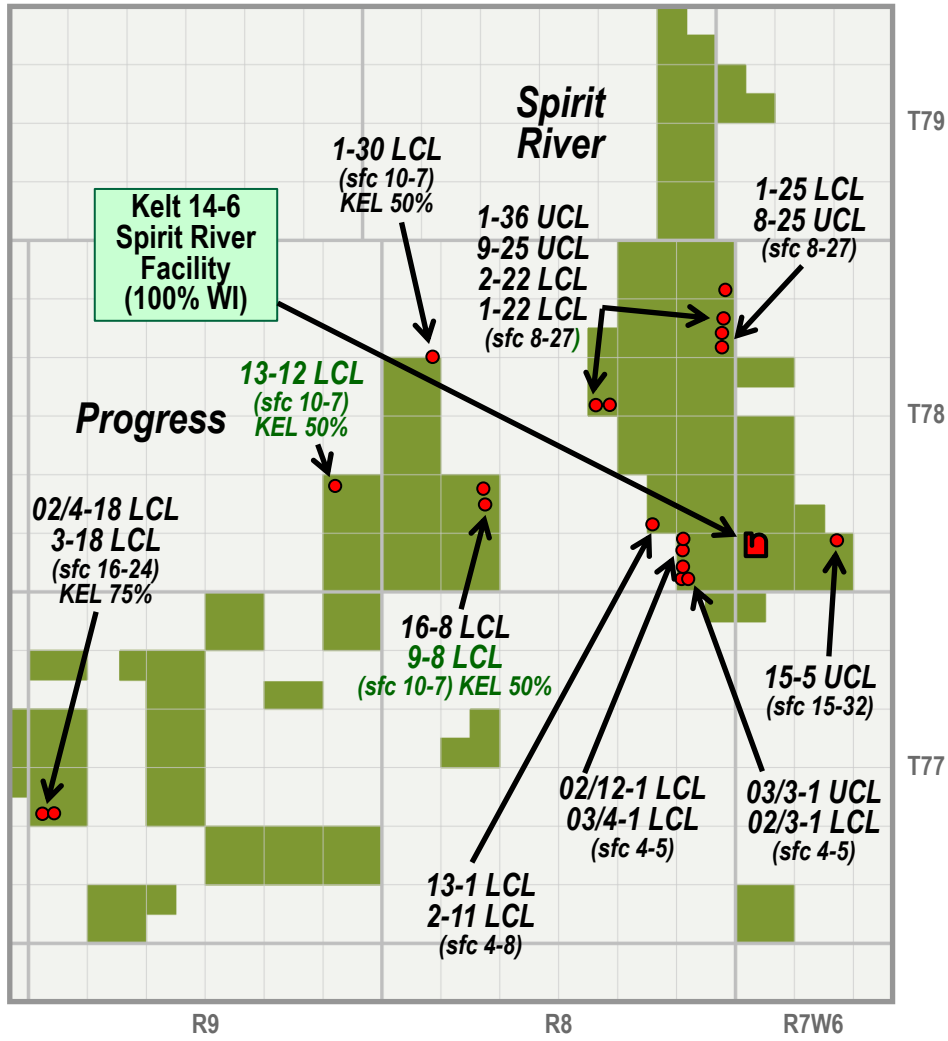 Spirit
River
T79
1-30 LCL
(sfc 10-7)
KEL 50%
Kelt 14-6
Spirit River
Facility
(100% WI)
1-36 UCL
9-25 UCL
2-22 LCL
1-22 LCL
(sfc 8-27)
1-25 LCL
8-25 UCL
(sfc 8-27)
13-12 LCL
(sfc 10-7)
KEL 50%
Progress
T78
02/4-18 LCL
3-18 LCL
(sfc 16-24)
KEL 75%
16-8 LCL
9-8 LCL
(sfc 10-7) KEL 50%
15-5 UCL
(sfc 15-32)
T77
02/12-1 LCL
03/4-1 LCL
(sfc 4-5)
03/3-1 UCL
02/3-1 LCL
(sfc 4-5)
13-1 LCL
2-11 LCL
(sfc 4-8)
R9
R8
R7W6